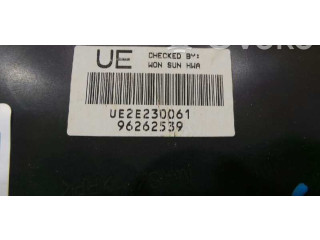 UE CHECKED BY:
WON SUN HWA
UE2E230061
96262539